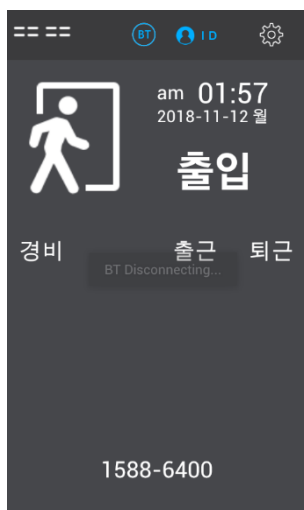 BT ID
am 01:57
2018-11-12 월
출입
경비 출근 퇴근
BT Disconnecting...
1588-6400